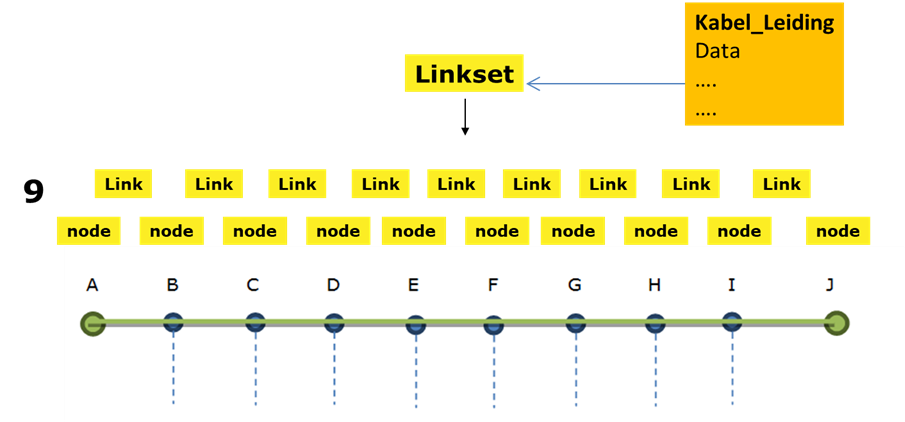 Kabel_Leiding
Data
....
....
Linkset
9
Link Link Link Link Link Link Link Link Link
node node node node node node node node node node
A B C D E F G H I J